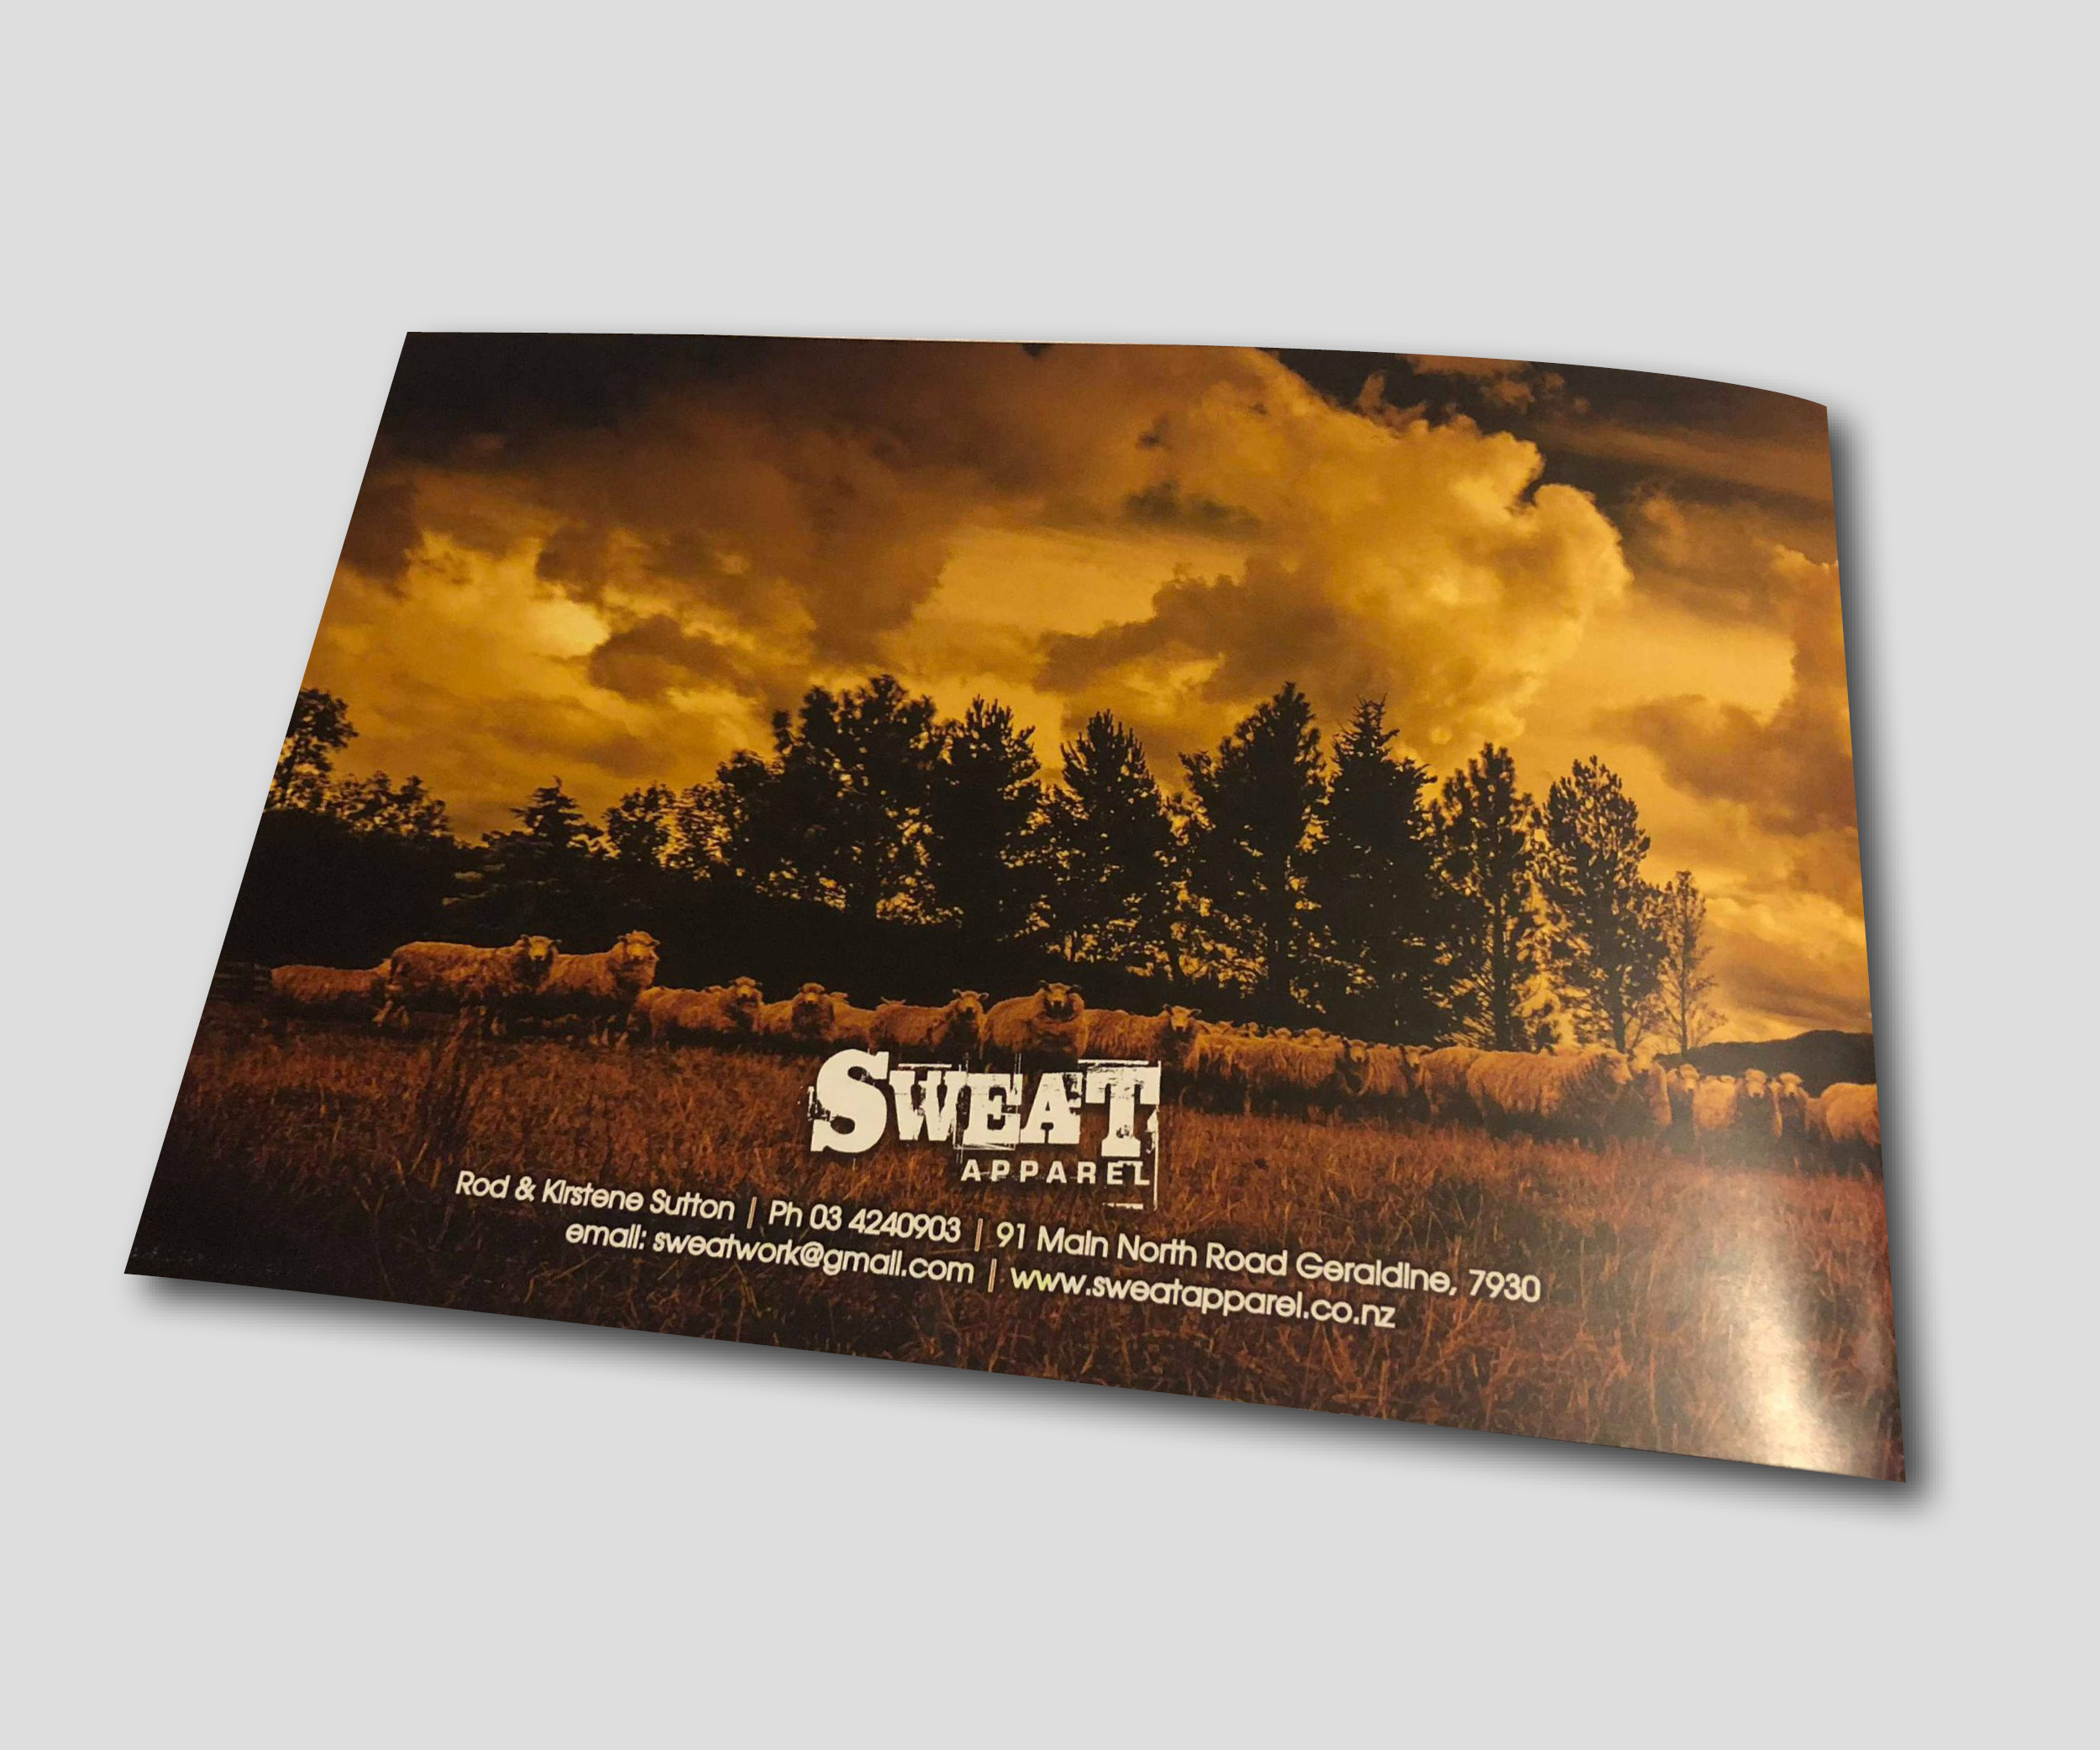 SWEAT
APPAREL
Rod & Kirstene Sutton | Ph 03 4240903 | 91 Main North Road Geraldine, 7930
email: sweatwork@gmail.com | www.sweatapparel.co.nz